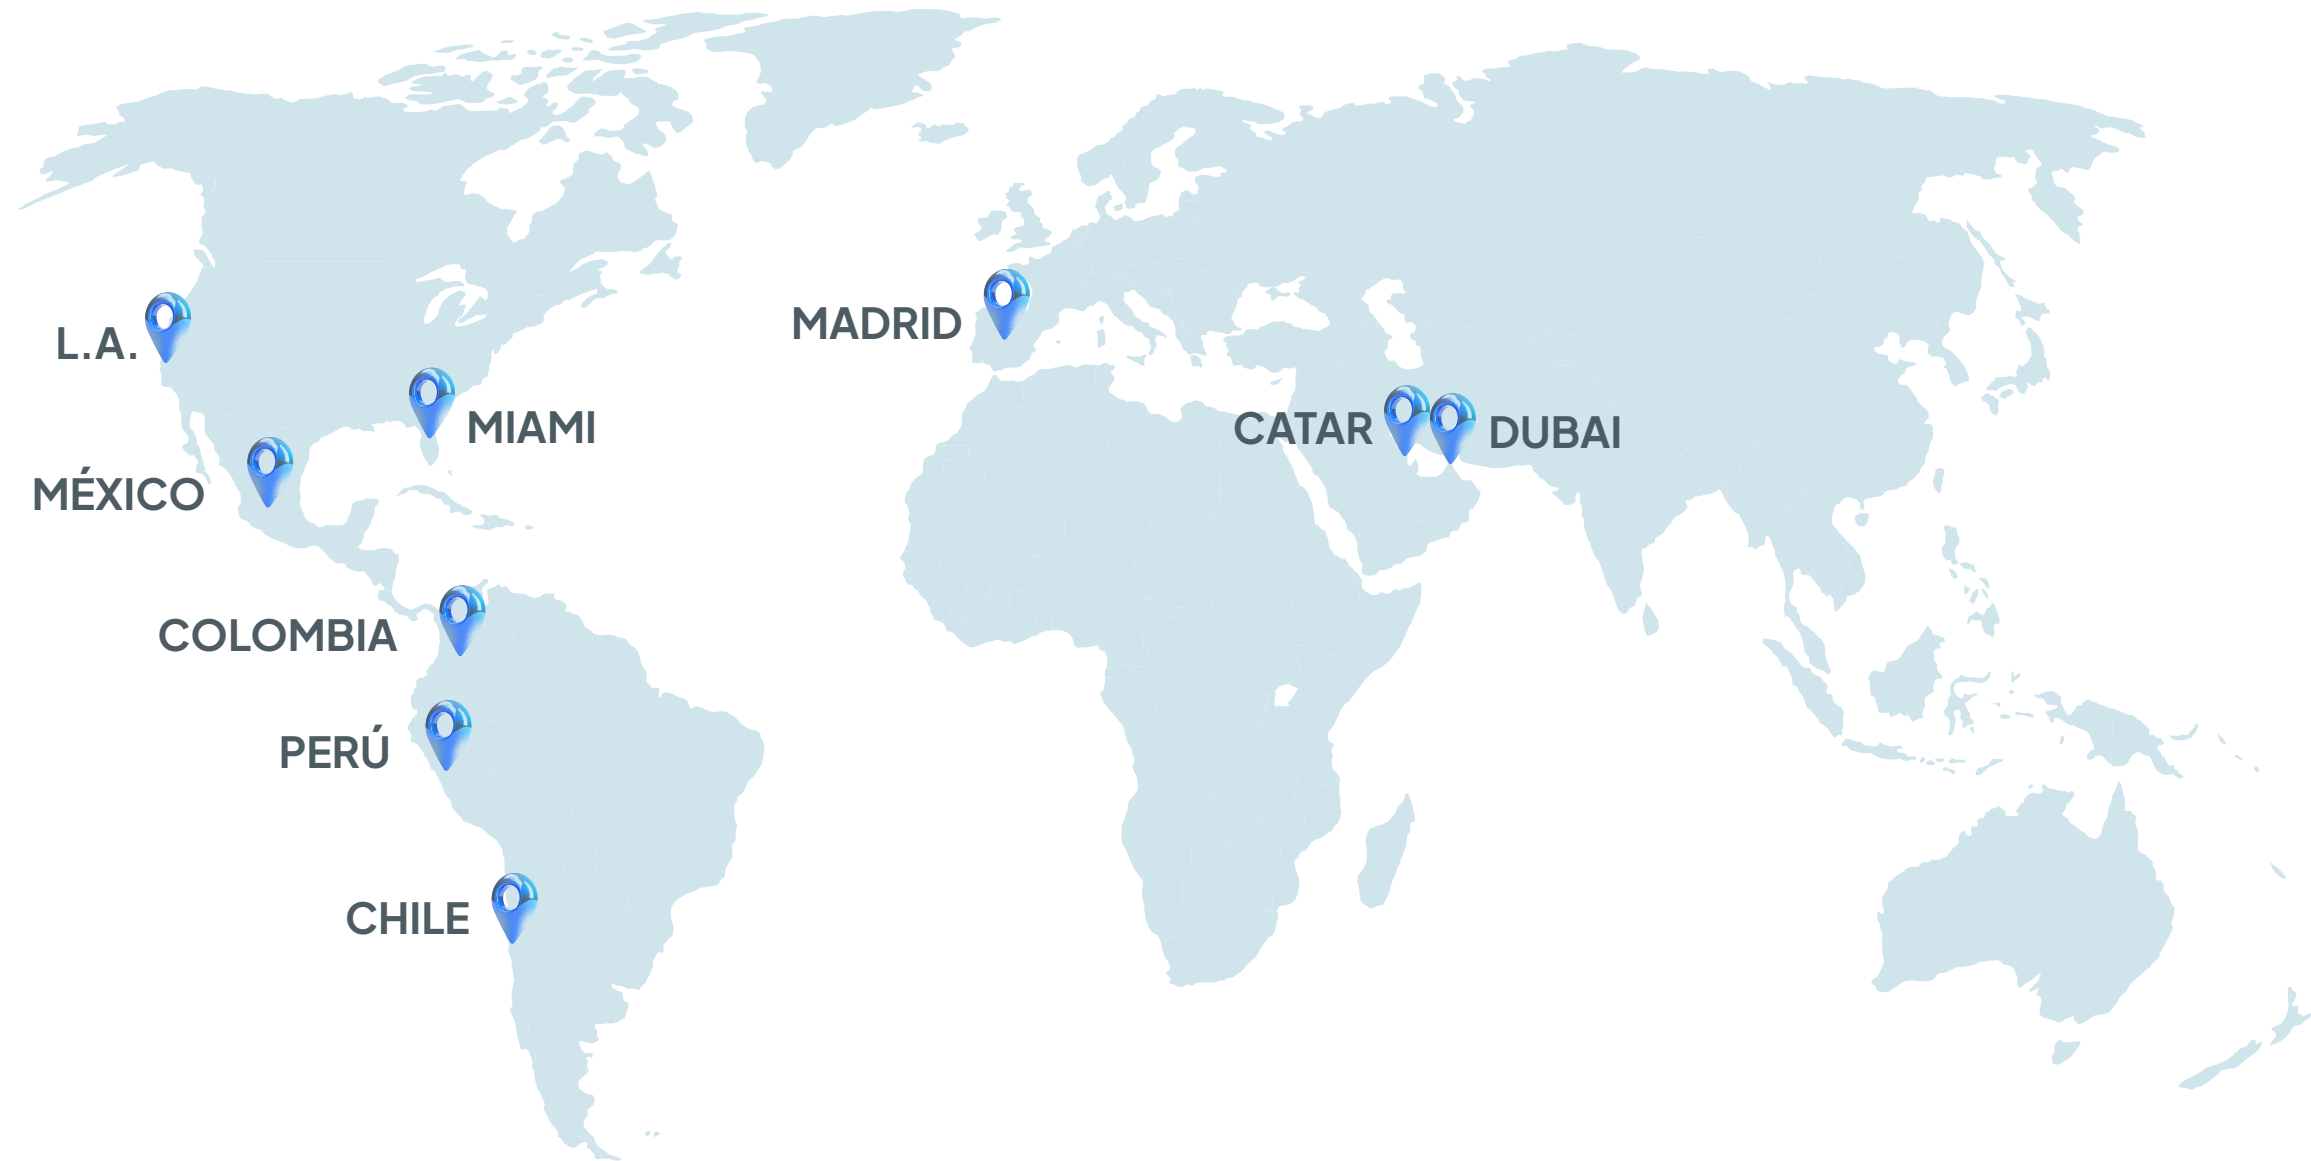 MADRID
L.A.
MIAMI
CATAR
DUBAI
MÉXICO
COLOMBIA
PERÚ
CHILE